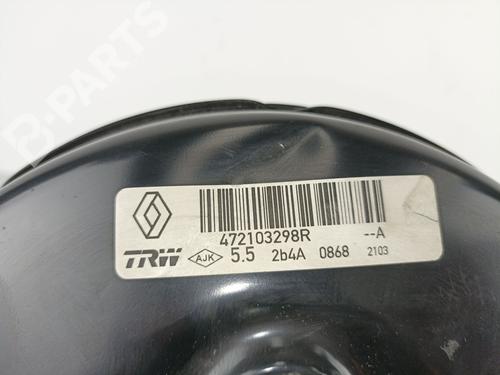 B-PARTS
472103298R --A
TRW AJK 5.5 2b4A 0868 2103